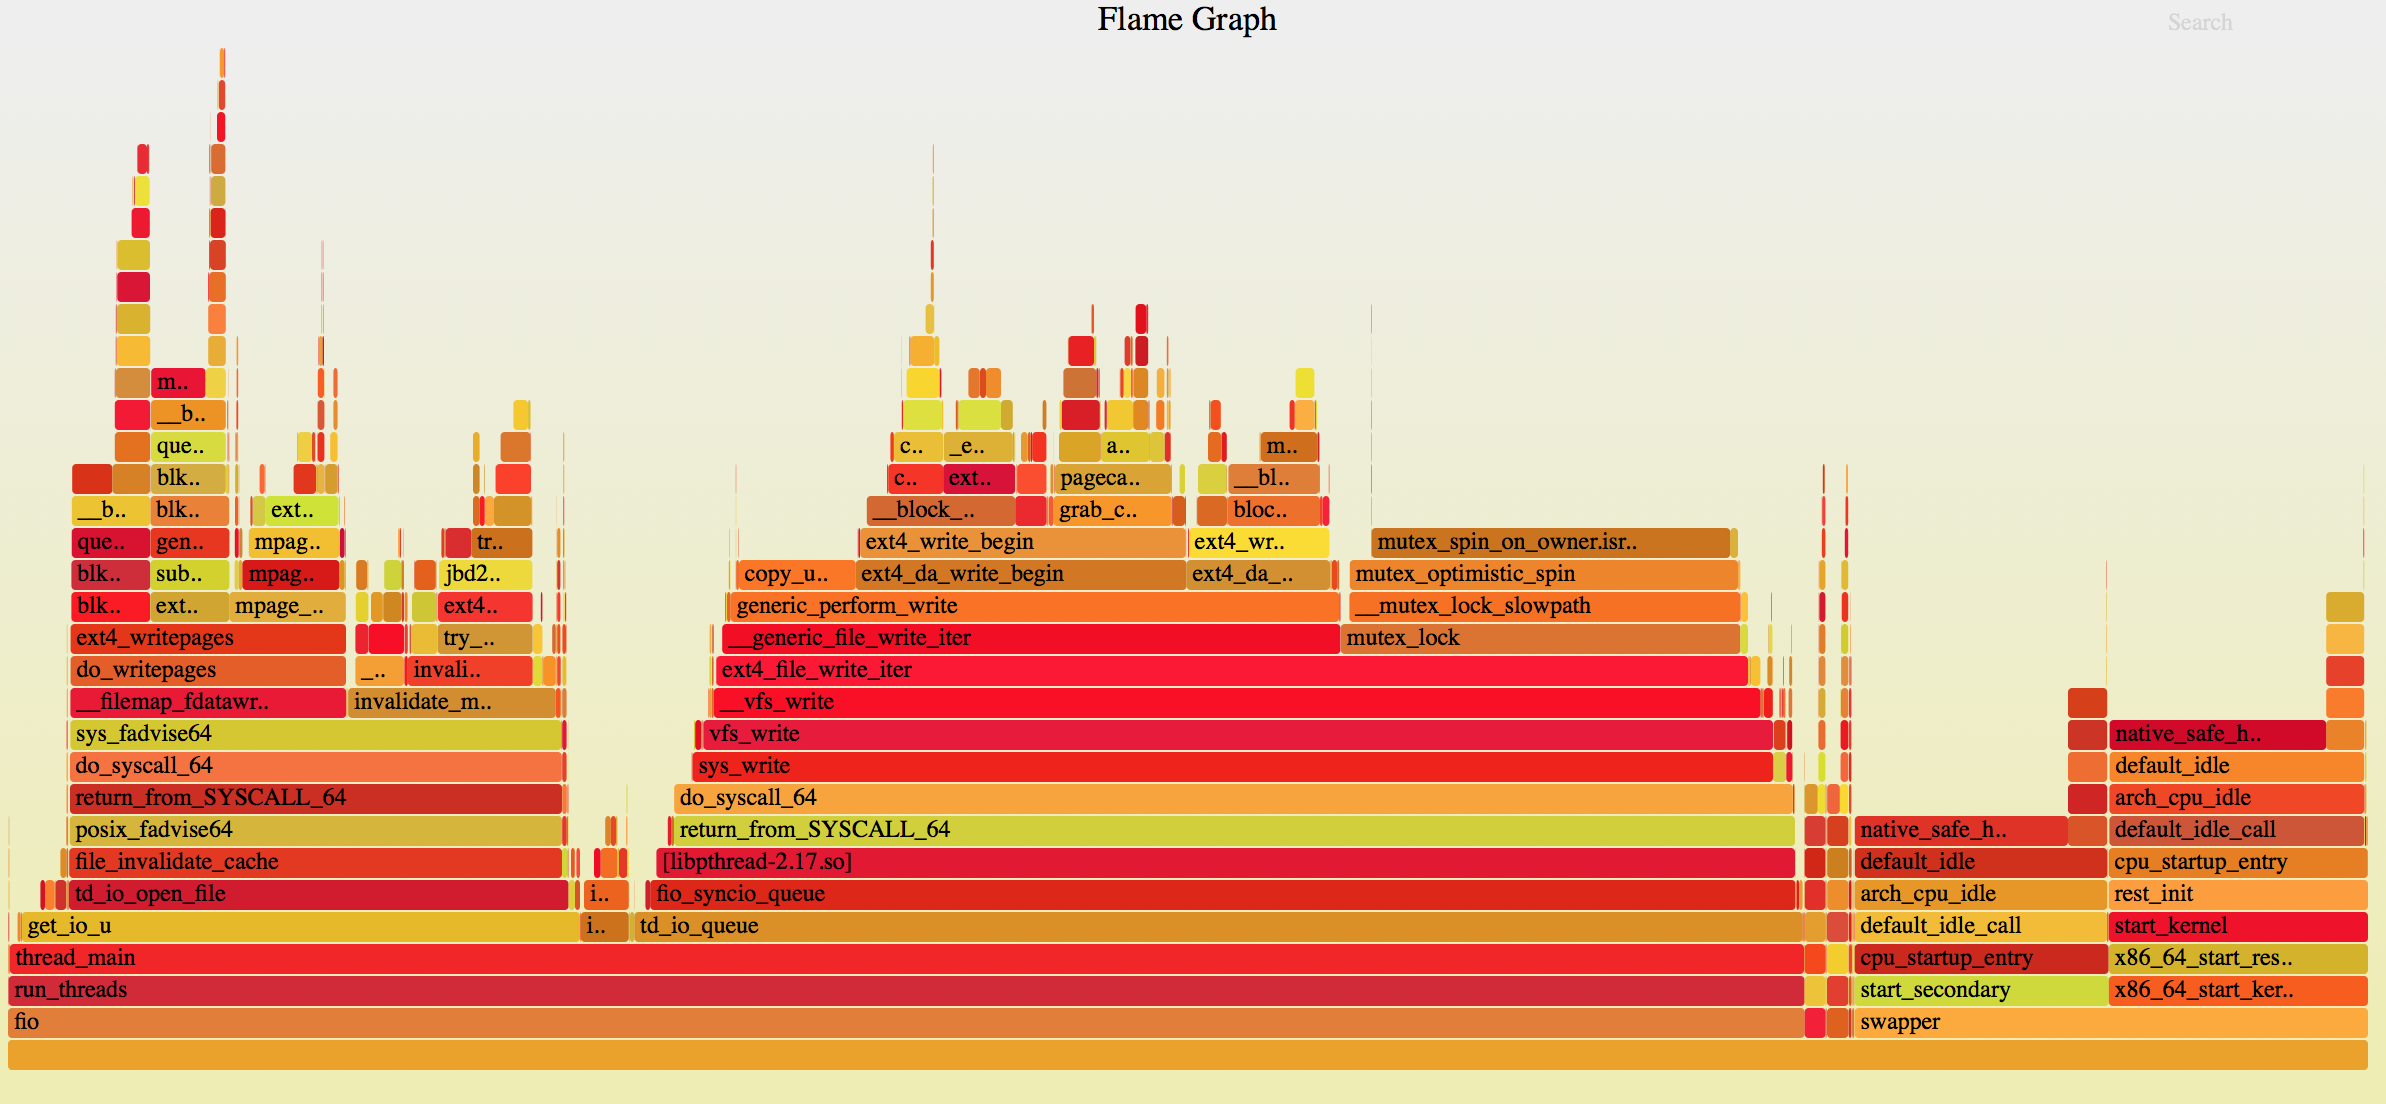 Flame Graph
Search
m..
__b..
que..
c.. _e.. a.. m..
blk..
c.. ext.. pageca.. __bl..
__b.. blk.. ext..
__block_.. grab_c.. bloc..
que.. gen.. mpag.. tr..
ext4_write_begin ext4_wr.. mutex_spin_on_owner.isr..
blk.. sub.. mpag.. jbd2..
copy_u.. ext4_da_write_begin ext4_da_.. mutex_optimistic_spin
blk.. ext.. mpage_.. ext4..
generic_perform_write __mutex_lock_slowpath
ext4_writepages try_.. __generic_file_write_iter mutex_lock
do_writepages _.. invali.. ext4_file_write_iter
__filemap_fdatawr.. invalidate_m.. __vfs_write
sys_fadvise64 vfs_write native_safe_h..
do_syscall_64 sys_write default_idle
return_from_SYSCALL_64 do_syscall_64 arch_cpu_idle
posix_fadvise64 return_from_SYSCALL_64 native_safe_h.. default_idle_call
file_invalidate_cache [libpthread-2.17.so] default_idle cpu_startup_entry
td_io_open_file i.. fio_syncio_queue arch_cpu_idle rest_init
get_io_u i.. td_io_queue default_idle_call start_kernel
thread_main cpu_startup_entry x86_64_start_res..
run_threads start_secondary x86_64_start_ker..
fio swapper